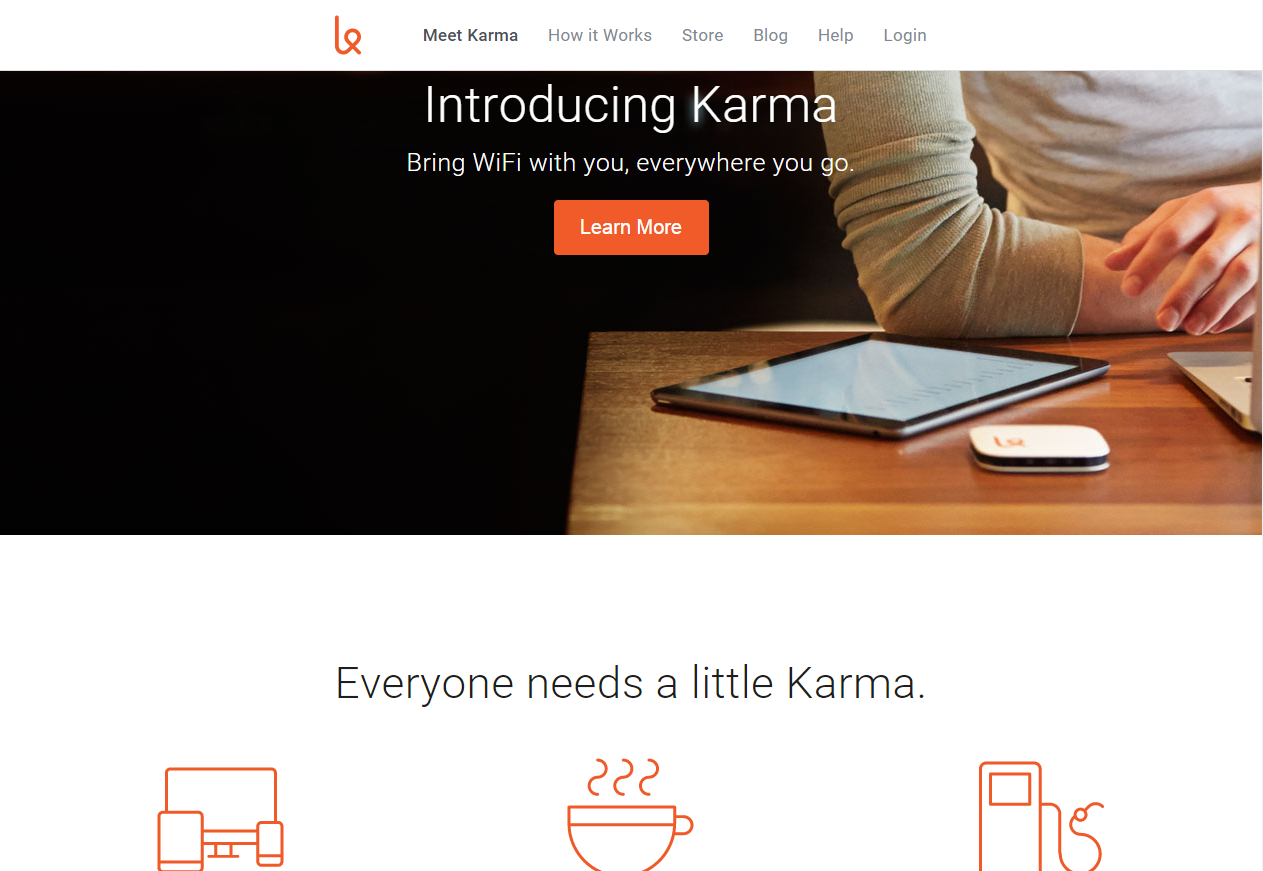 Meet Karma How it Works Store Blog Help Login
Introducing Karma
Bring WiFi with you, everywhere you go.
Learn More
Everyone needs a little Karma.